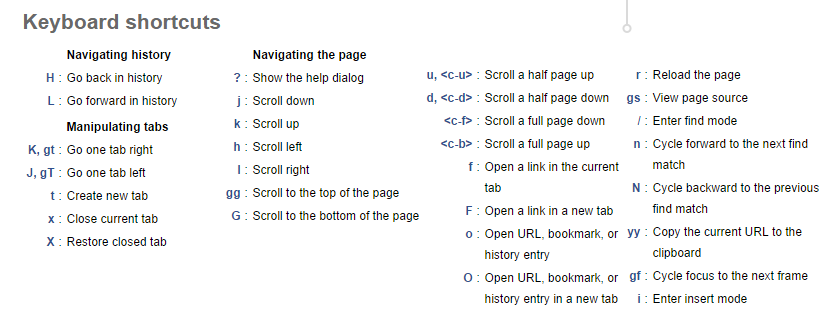 Keyboard shortcuts
Navigating history
H : Go back in history
L : Go forward in history
Manipulating tabs
K, gt : Go one tab right
J, gT : Go one tab left
t : Create new tab
x : Close current tab
X : Restore closed tab
Navigating the page
? : Show the help dialog
j : Scroll down
k : Scroll up
h : Scroll left
l : Scroll right
gg : Scroll to the top of the page
G : Scroll to the bottom of the page
u, <c-u> : Scroll a half page up
d, <c-d> : Scroll a half page down
<c-f> : Scroll a full page down
<c-b> : Scroll a full page up
f : Open a link in the current
tab
F : Open a link in a new tab
o : Open URL, bookmark, or
history entry
O : Open URL, bookmark, or
history entry in a new tab
r : Reload the page
gs : View page source
/ : Enter find mode
n : Cycle forward to the next find
match
N : Cycle backward to the previous
find match
yy : Copy the current URL to the
clipboard
gf : Cycle focus to the next frame
i : Enter insert mode